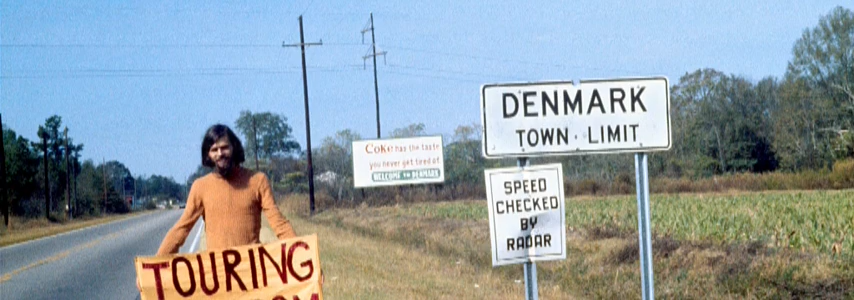 DENMARK
TOWN · LIMIT
Coke has the taste
you never get tired of
WELCOME TO DENMARK
SPEED
CHECKED
BY
RADAR
TOURING